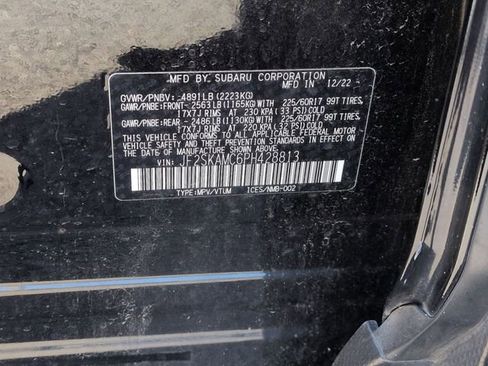 MFD. BY SUBARU CORPORATION
MADE IN 12/22
GVWR/PNBV: 4891LB(2223KG)
GAWR/PNBE:FRONT- 2563LB(1165KG)WITH 225/60R17 99T TIRES,
17X7J RIMS AT 230 KPA(33 PSI)COLD
GAWR/PNBE:REAR - 2486LB(1130KG)WITH 225/60R17 99T TIRES,
17X7J RIMS AT 220 KPA(32 PSI)COLD
THIS VEHICLE CONFORMS TO ALL APPLICABLE U.S. FEDERAL MOTOR
VEHICLE SAFETY AND THEFT PREVENTION STANDARDS IN EFFECT
ON THE DATE OF MANUFACTURE SHOWN ABOVE.
JF2SKAMC6PH428813
TYPE:MPV/VTUM ICES/NMB-002